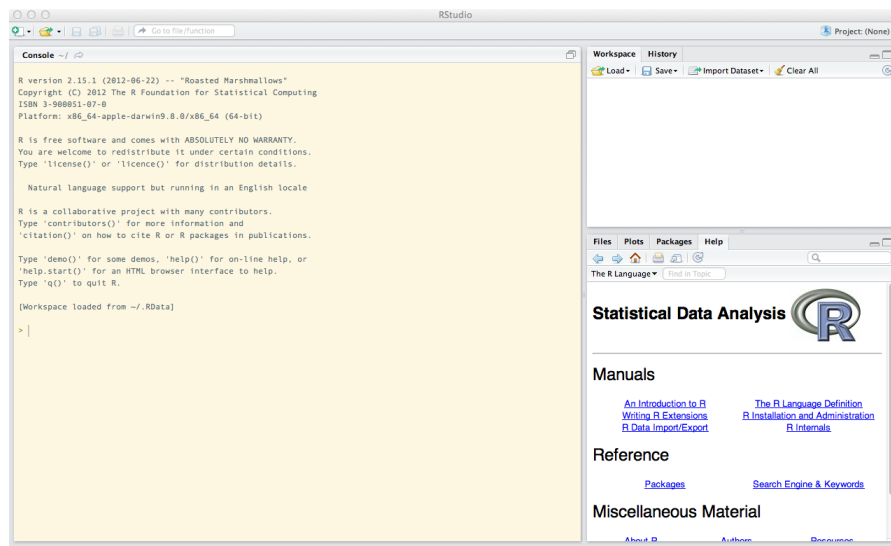 RStudio
Go to file/function
Project: (None)
Console ~/
R version 2.15.1 (2012-06-22) -- "Roasted Marshmallows"
Copyright (C) 2012 The R Foundation for Statistical Computing
ISBN 3-900051-07-0
Platform: x86_64-apple-darwin9.8.0/x86_64 (64-bit)
R is free software and comes with ABSOLUTELY NO WARRANTY.
You are welcome to redistribute it under certain conditions.
Type 'license()' or 'licence()' for distribution details.
Natural language support but running in an English locale
R is a collaborative project with many contributors.
Type 'contributors()' for more information and
'citation()' on how to cite R or R packages in publications.
Type 'demo()' for some demos, 'help()' for on-line help, or
'help.start()' for an HTML browser interface to help.
Type 'q()' to quit R.
[Workspace loaded from ~/.RData]
>
Workspace History
Load Save Import Dataset Clear All
Files Plots Packages Help
The R Language Find in Topic
Statistical Data Analysis R
Manuals
An Introduction to R The R Language Definition
Writing R Extensions R Installation and Administration
R Data Import/Export R Internals
Reference
Packages Search Engine & Keywords
Miscellaneous Material
About R Authors Resources